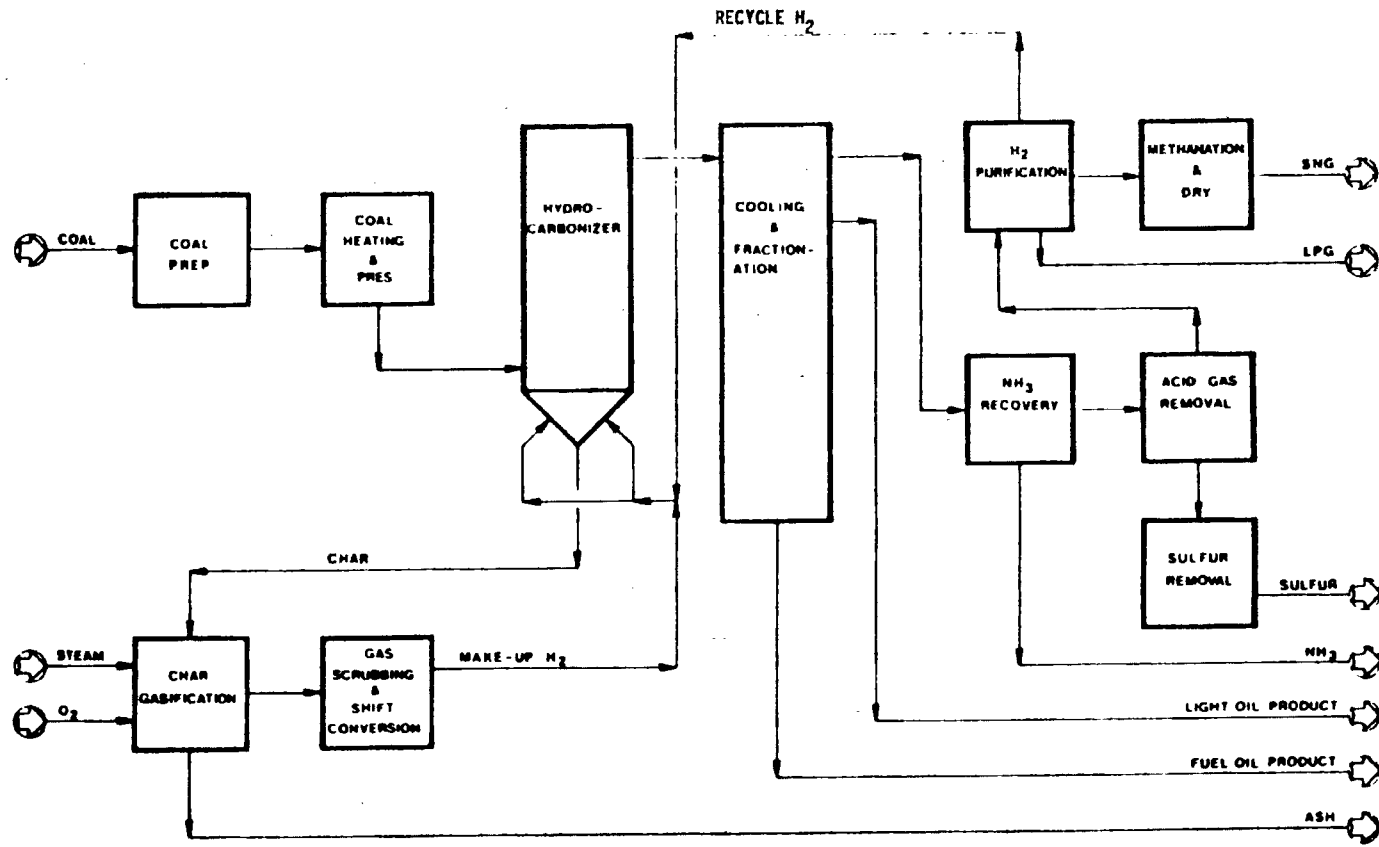 RECYCLE H2
COAL
COAL
PREP
COAL
HEATING
&
PRES
HYDRO-
CARBONIZER
COOLING
&
FRACTION-
ATION
H2
PURIFICATION
METHANATION
&
DRY
SNG
LPG
NH3
RECOVERY
ACID GAS
REMOVAL
SULFUR
REMOVAL
SULFUR
CHAR
STEAM
O2
CHAR
GASIFICATION
GAS
SCRUBBING
&
SHIFT
CONVERSION
MAKE-UP H2
NH3
LIGHT OIL PRODUCT
FUEL OIL PRODUCT
ASH